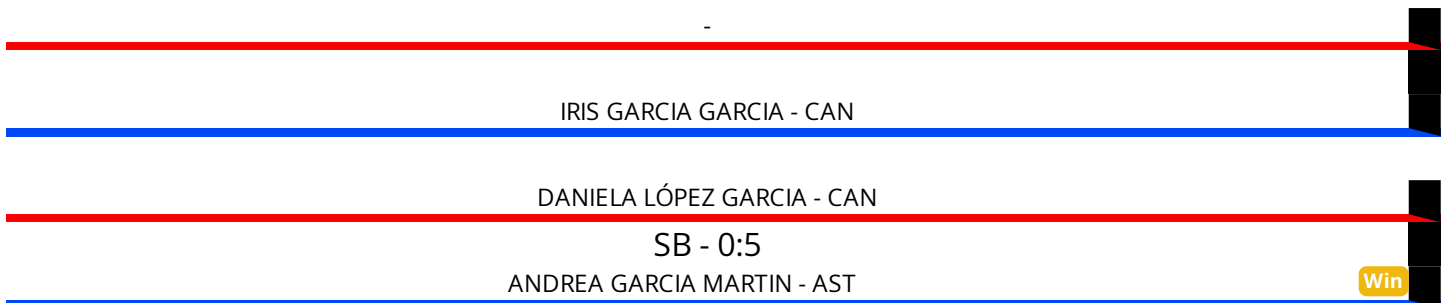 -
IRIS GARCIA GARCIA - CAN
DANIELA LÓPEZ GARCIA - CAN
SB - 0:5
ANDREA GARCIA MARTIN - AST
Win